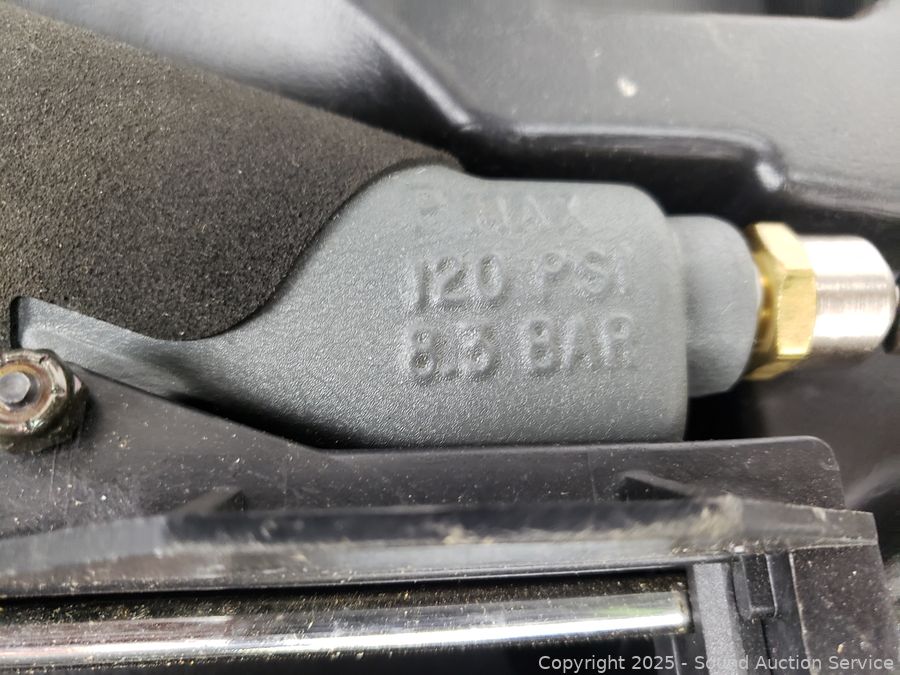 P MAX
120 PSI
8.3 BAR
Copyright 2025 - Sound Auction Service